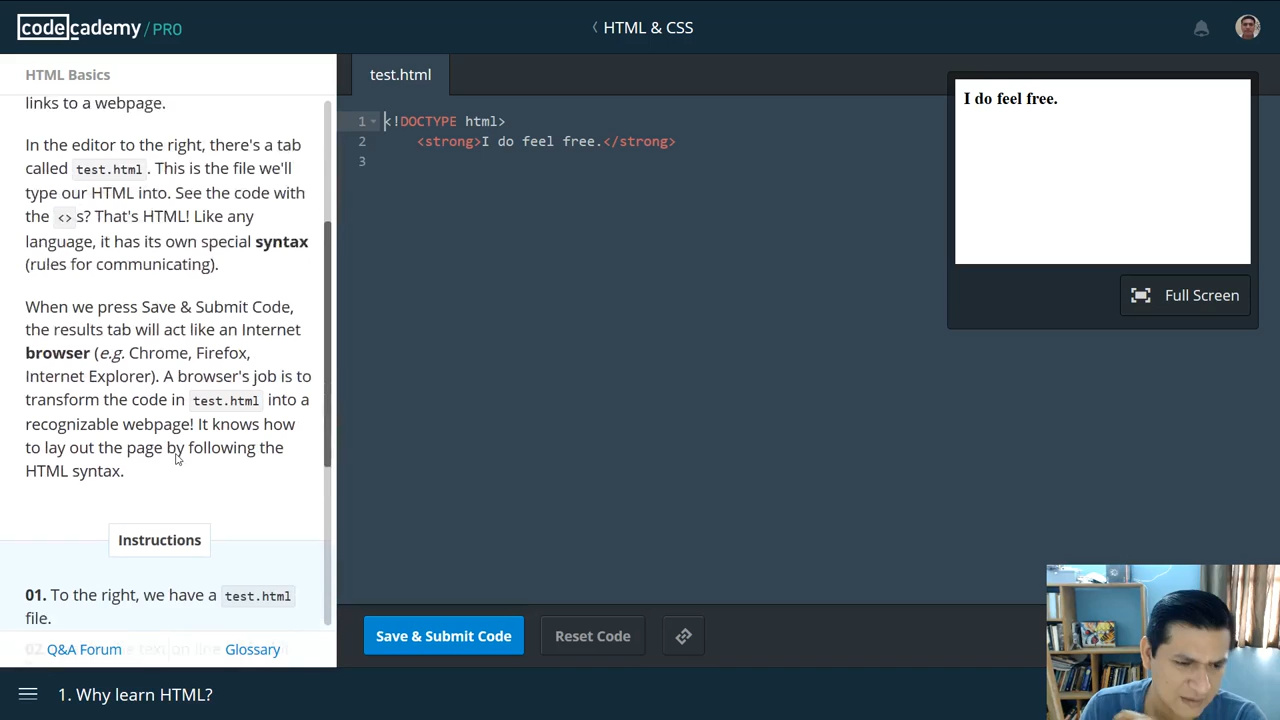 codecademy / PRO
HTML & CSS
HTML Basics
test.html
links to a webpage.
In the editor to the right, there's a tab
called test.html. This is the file we'll
type our HTML into. See the code with
the <>s? That's HTML! Like any
language, it has its own special syntax
(rules for communicating).
When we press Save & Submit Code,
the results tab will act like an Internet
browser (e.g. Chrome, Firefox,
Internet Explorer). A browser's job is to
transform the code in test.html into a
recognizable webpage! It knows how
to lay out the page by following the
HTML syntax.
Instructions
01. To the right, we have a test.html
file.
Q&A Forum
Glossary
1 <!DOCTYPE html>
2 <strong>I do feel free.</strong>
3
I do feel free.
Full Screen
Save & Submit Code
Reset Code
1. Why learn HTML?